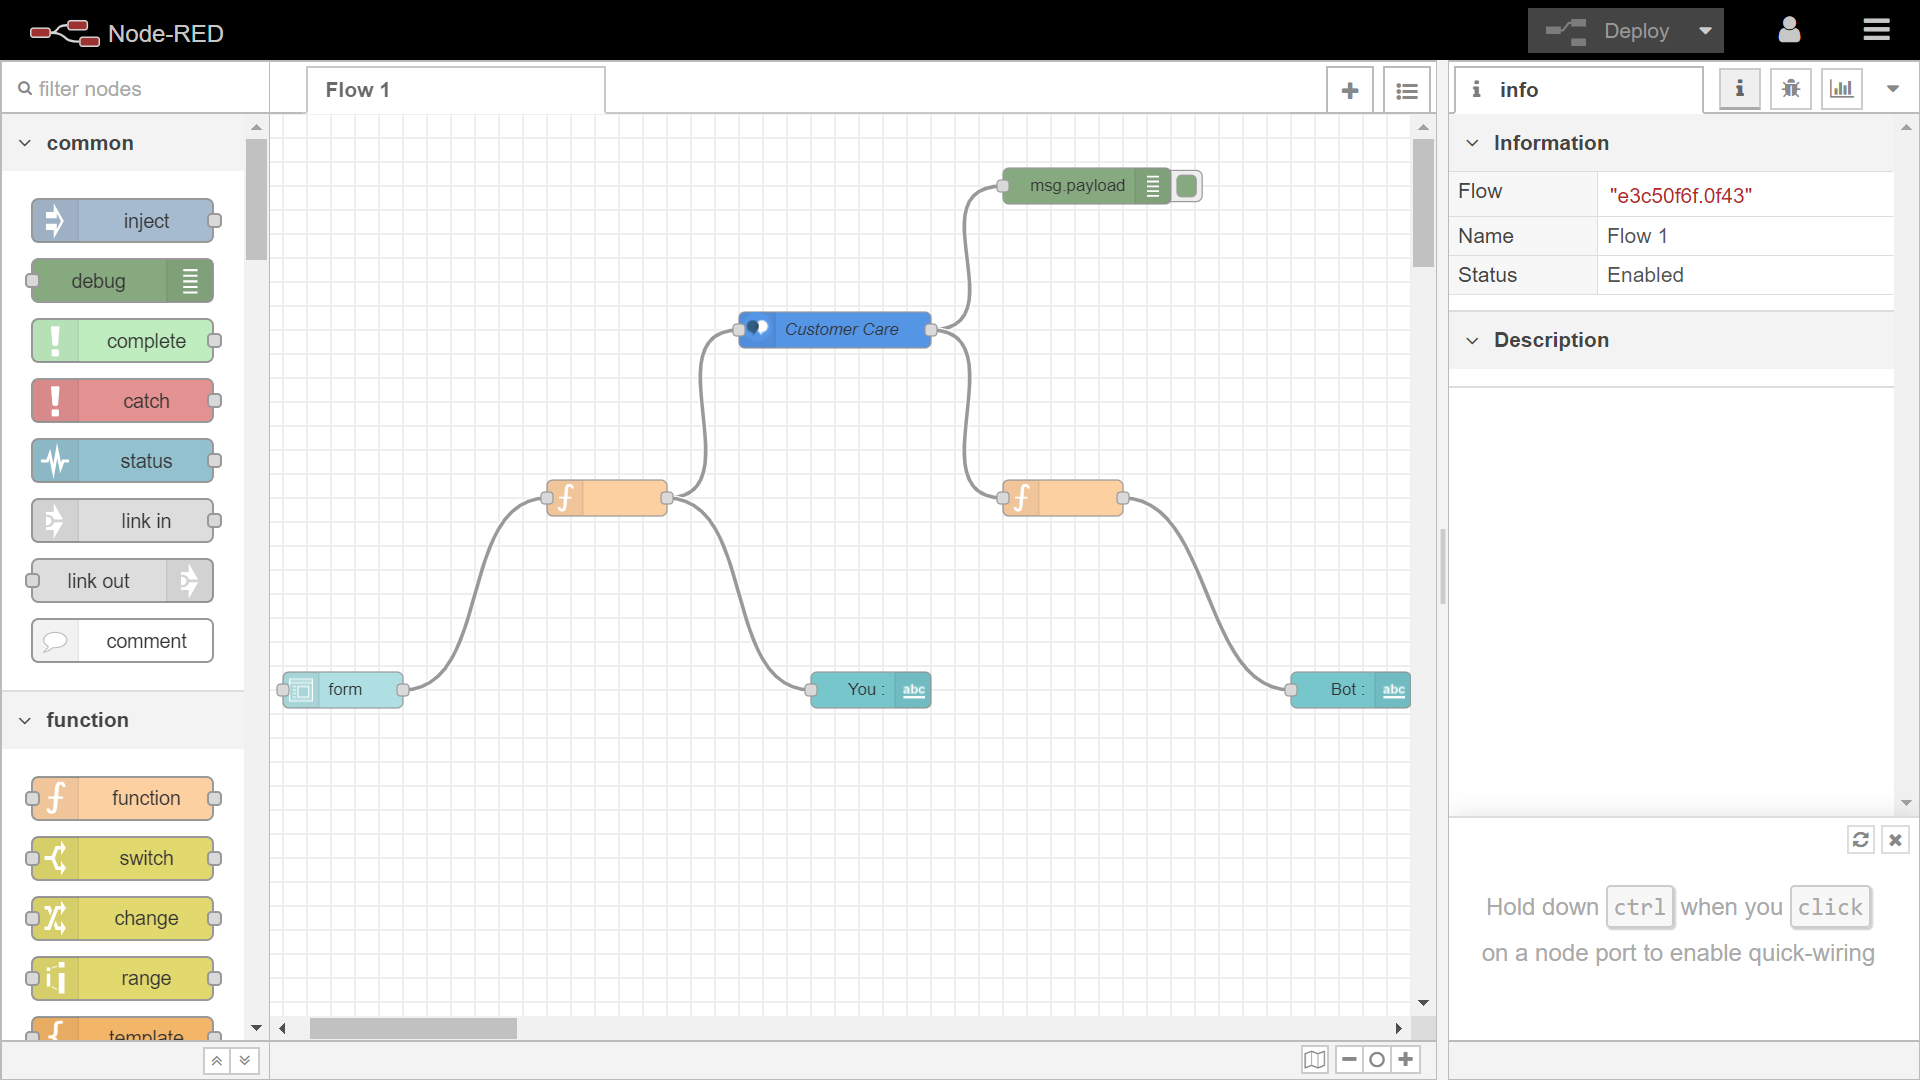 Node-RED
Deploy
filter nodes
Flow 1
info
common
inject
debug
complete
catch
status
link in
link out
comment
function
function
switch
change
range
template
msg.payload
Customer Care
form
You :
abc
Bot :
abc
Information
Flow "e3c50f6f.0f43"
Name Flow 1
Status Enabled
Description
Hold down ctrl when you click
on a node port to enable quick-wiring